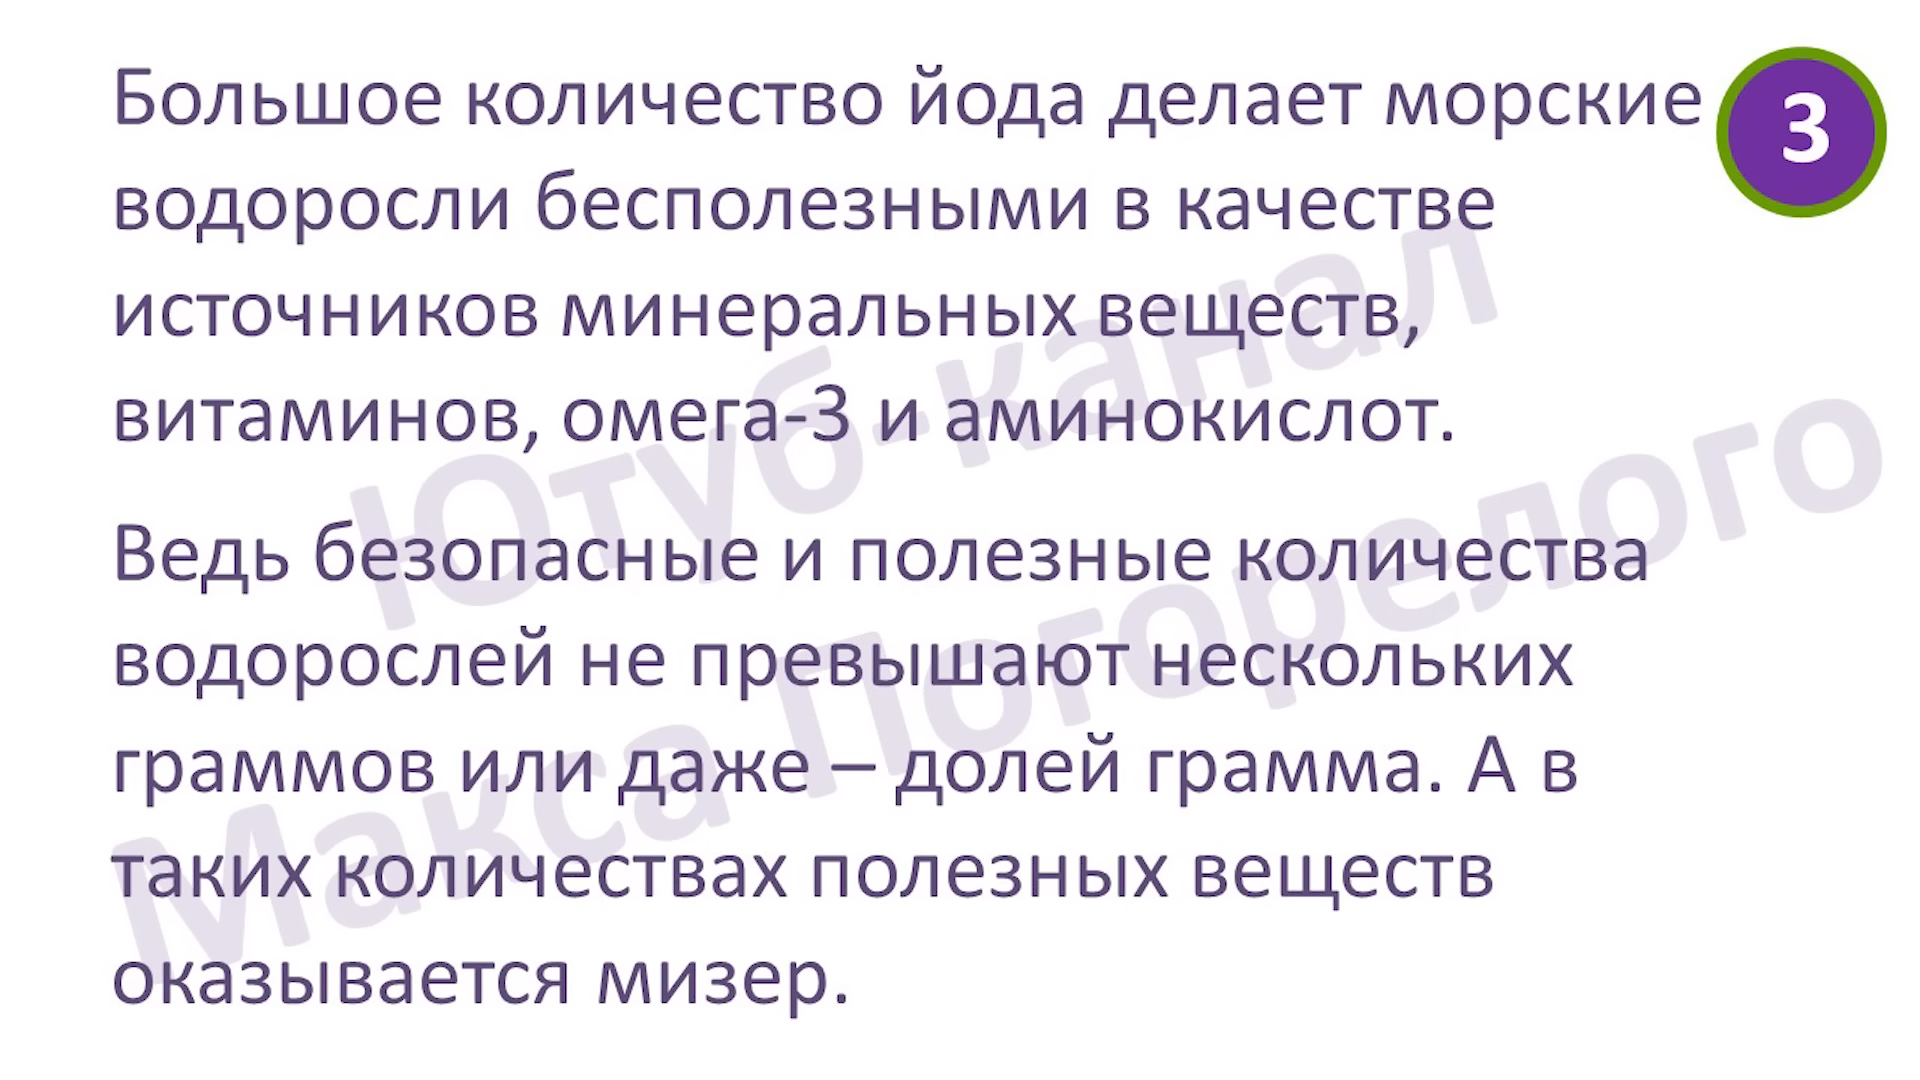 Большое количество йода делает морские
3
водоросли бесполезными в качестве
источников минеральных веществ,
витаминов, омега-3 и аминокислот.
Ведь безопасные и полезные количества
водорослей не превышают нескольких
граммов или даже – долей грамма. А в
таких количествах полезных веществ
оказывается мизер.
Ютуб-канал
Макса Погорелого